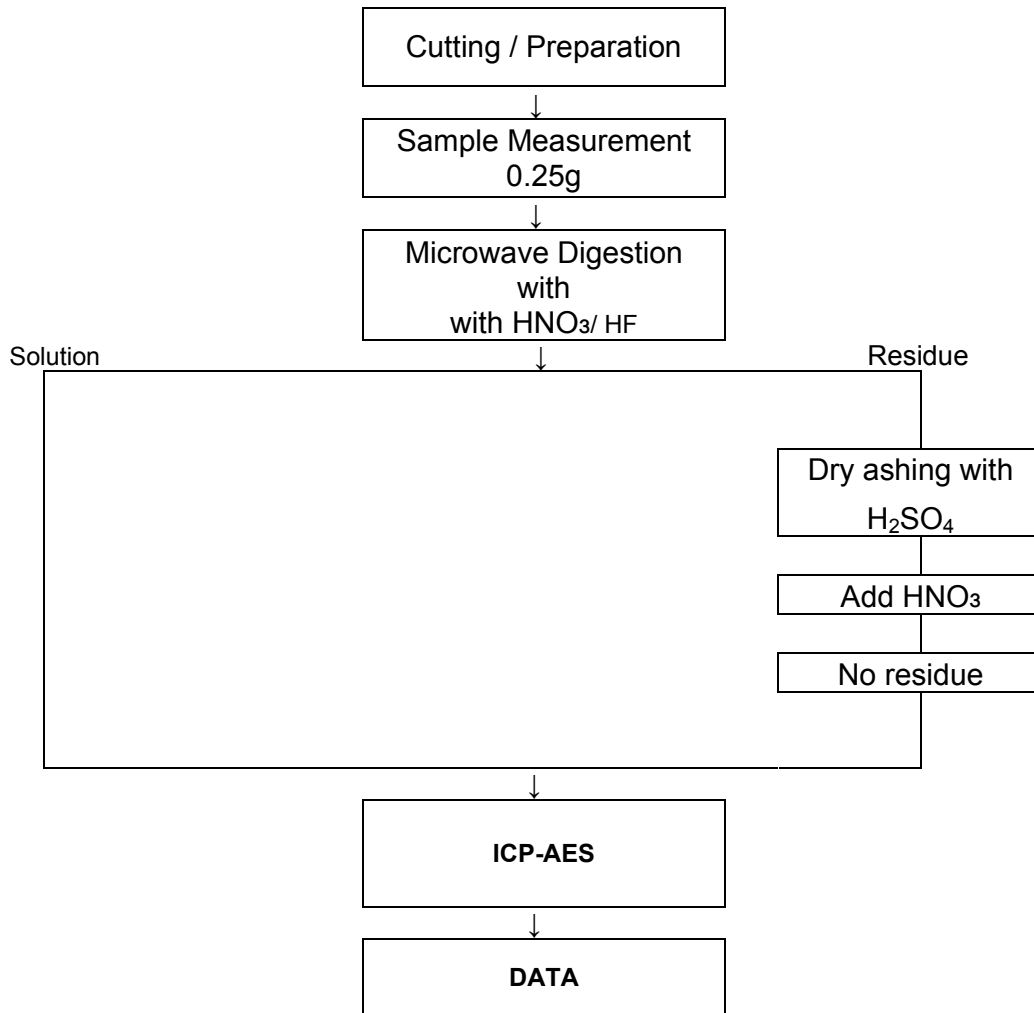 Cutting / Preparation
↓
Sample Measurement
0.25g
↓
Microwave Digestion
with
with HNO₃/ HF
Solution
↓
Residue
Dry ashing with
H₂SO₄
Add HNO₃
No residue
↓
ICP-AES
↓
DATA